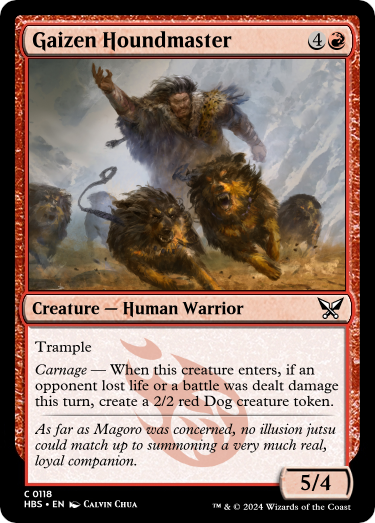 Gaizen Houndmaster 4
Creature — Human Warrior
Trample
Carnage — When this creature enters, if an
opponent lost life or a battle was dealt damage
this turn, create a 2/2 red Dog creature token.
As far as Magoro was concerned, no illusion jutsu
could match up to summoning a very much real,
loyal companion.
5/4
C 0118
HBS • EN Calvin Chua
™ & © 2024 Wizards of the Coast